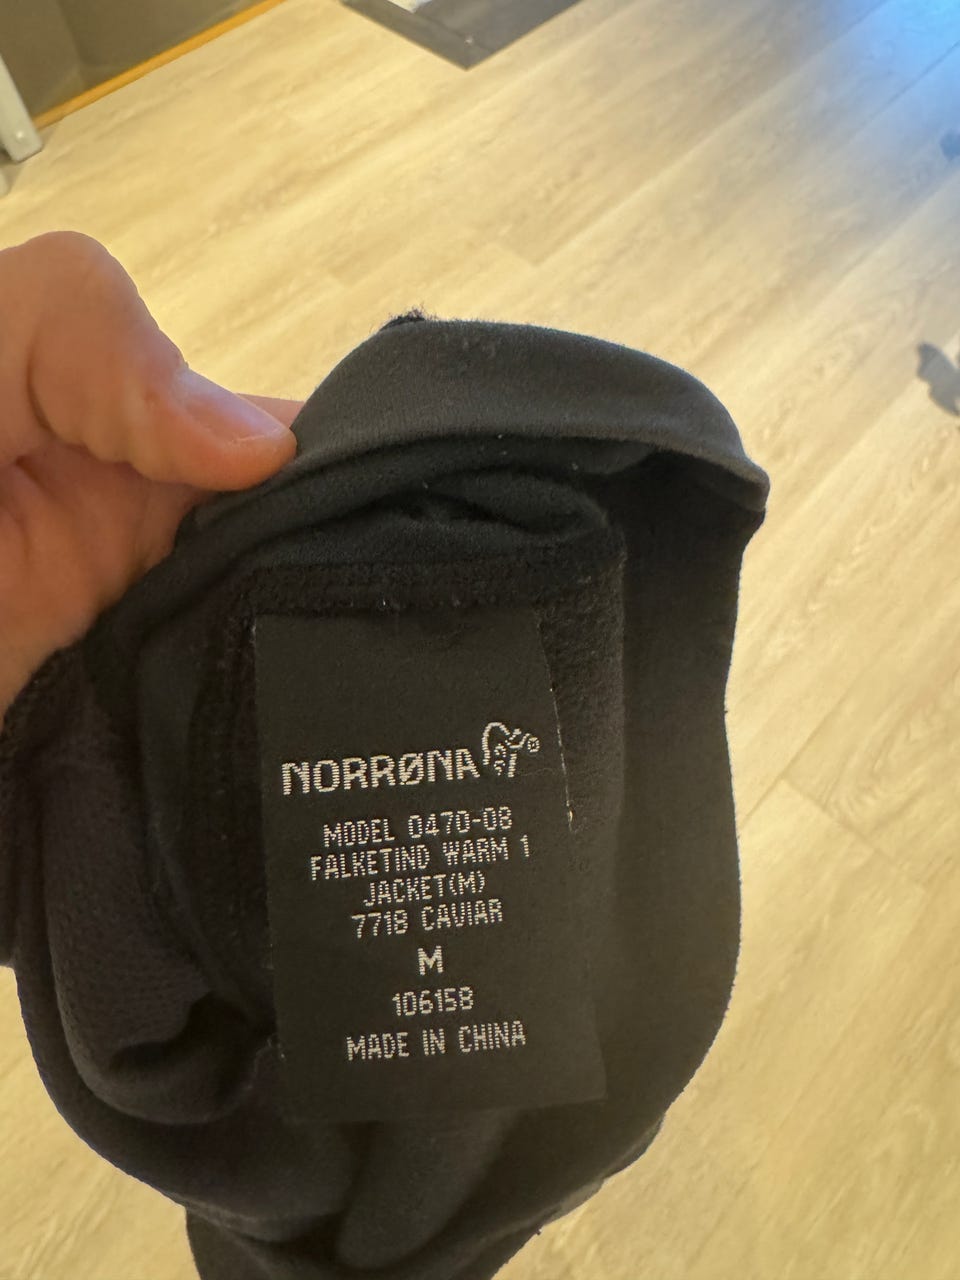 NORRØNA
MODEL 0470-08
FALKETIND WARM 1
JACKET(M)
7718 CAVIAR
M
106158
MADE IN CHINA